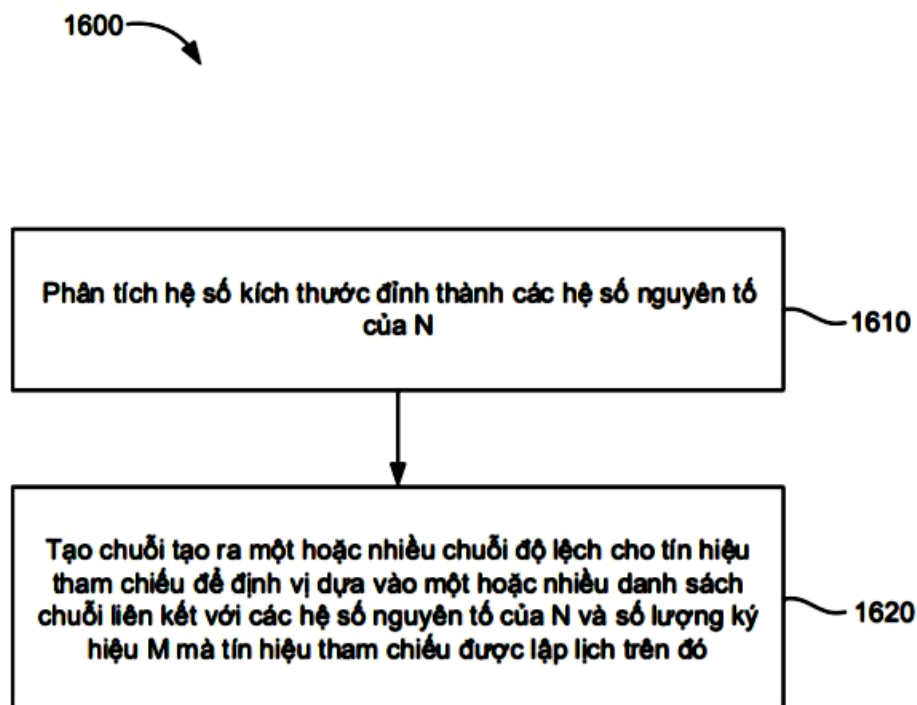 1600
Phân tích hệ số kích thước đỉnh thành các hệ số nguyên tố
của N
1610
Tạo chuỗi tạo ra một hoặc nhiều chuỗi độ lệch cho tín hiệu
tham chiếu để định vị dựa vào một hoặc nhiều danh sách
chuỗi liên kết với các hệ số nguyên tố của N và số lượng ký
hiệu M mà tín hiệu tham chiếu được lập lịch trên đó
1620